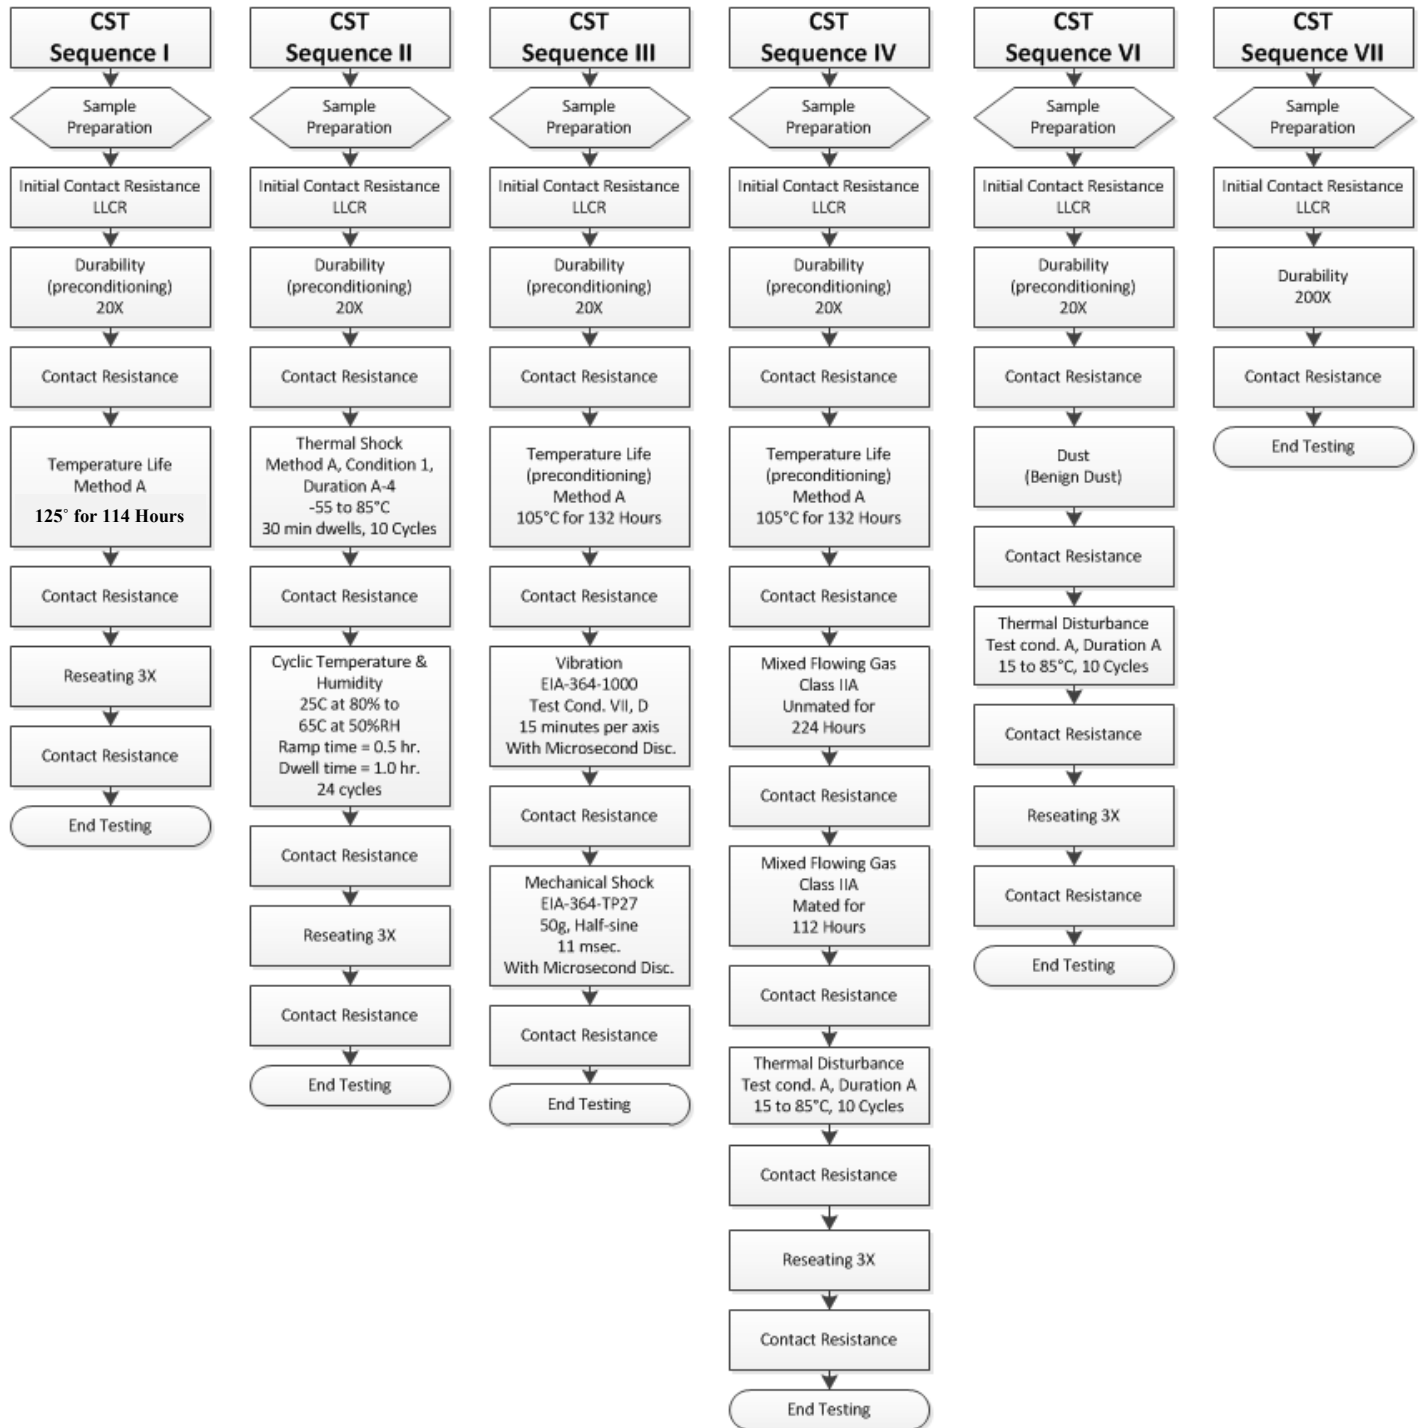 CST
Sequence I
Sample
Preparation
Initial Contact Resistance
LLCR
Durability
(preconditioning)
20X
Contact Resistance
Temperature Life
Method A
125° for 114 Hours
Contact Resistance
Reseating 3X
Contact Resistance
End Testing
CST
Sequence II
Sample
Preparation
Initial Contact Resistance
LLCR
Durability
(preconditioning)
20X
Contact Resistance
Thermal Shock
Method A, Condition 1,
Duration A-4
-55 to 85°C
30 min dwells, 10 Cycles
Contact Resistance
Cyclic Temperature &
Humidity
25C at 80% to
65C at 50%RH
Ramp time = 0.5 hr.
Dwell time = 1.0 hr.
24 cycles
Contact Resistance
Reseating 3X
Contact Resistance
End Testing
CST
Sequence III
Sample
Preparation
Initial Contact Resistance
LLCR
Durability
(preconditioning)
20X
Contact Resistance
Temperature Life
(preconditioning)
Method A
105°C for 132 Hours
Contact Resistance
Vibration
EIA-364-1000
Test Cond. VII, D
15 minutes per axis
With Microsecond Disc.
Contact Resistance
Mechanical Shock
EIA-364-TP27
50g, Half-sine
11 msec.
With Microsecond Disc.
Contact Resistance
End Testing
CST
Sequence IV
Sample
Preparation
Initial Contact Resistance
LLCR
Durability
(preconditioning)
20X
Contact Resistance
Temperature Life
(preconditioning)
Method A
105°C for 132 Hours
Contact Resistance
Mixed Flowing Gas
Class IIA
Unmated for
224 Hours
Contact Resistance
Mixed Flowing Gas
Class IIA
Mated for
112 Hours
Contact Resistance
Thermal Disturbance
Test cond. A, Duration A
15 to 85°C, 10 Cycles
Contact Resistance
Reseating 3X
Contact Resistance
End Testing
CST
Sequence VI
Sample
Preparation
Initial Contact Resistance
LLCR
Durability
(preconditioning)
20X
Contact Resistance
Dust
(Benign Dust)
Contact Resistance
Thermal Disturbance
Test cond. A, Duration A
15 to 85°C, 10 Cycles
Contact Resistance
Reseating 3X
Contact Resistance
End Testing
CST
Sequence VII
Sample
Preparation
Initial Contact Resistance
LLCR
Durability
200X
Contact Resistance
End Testing